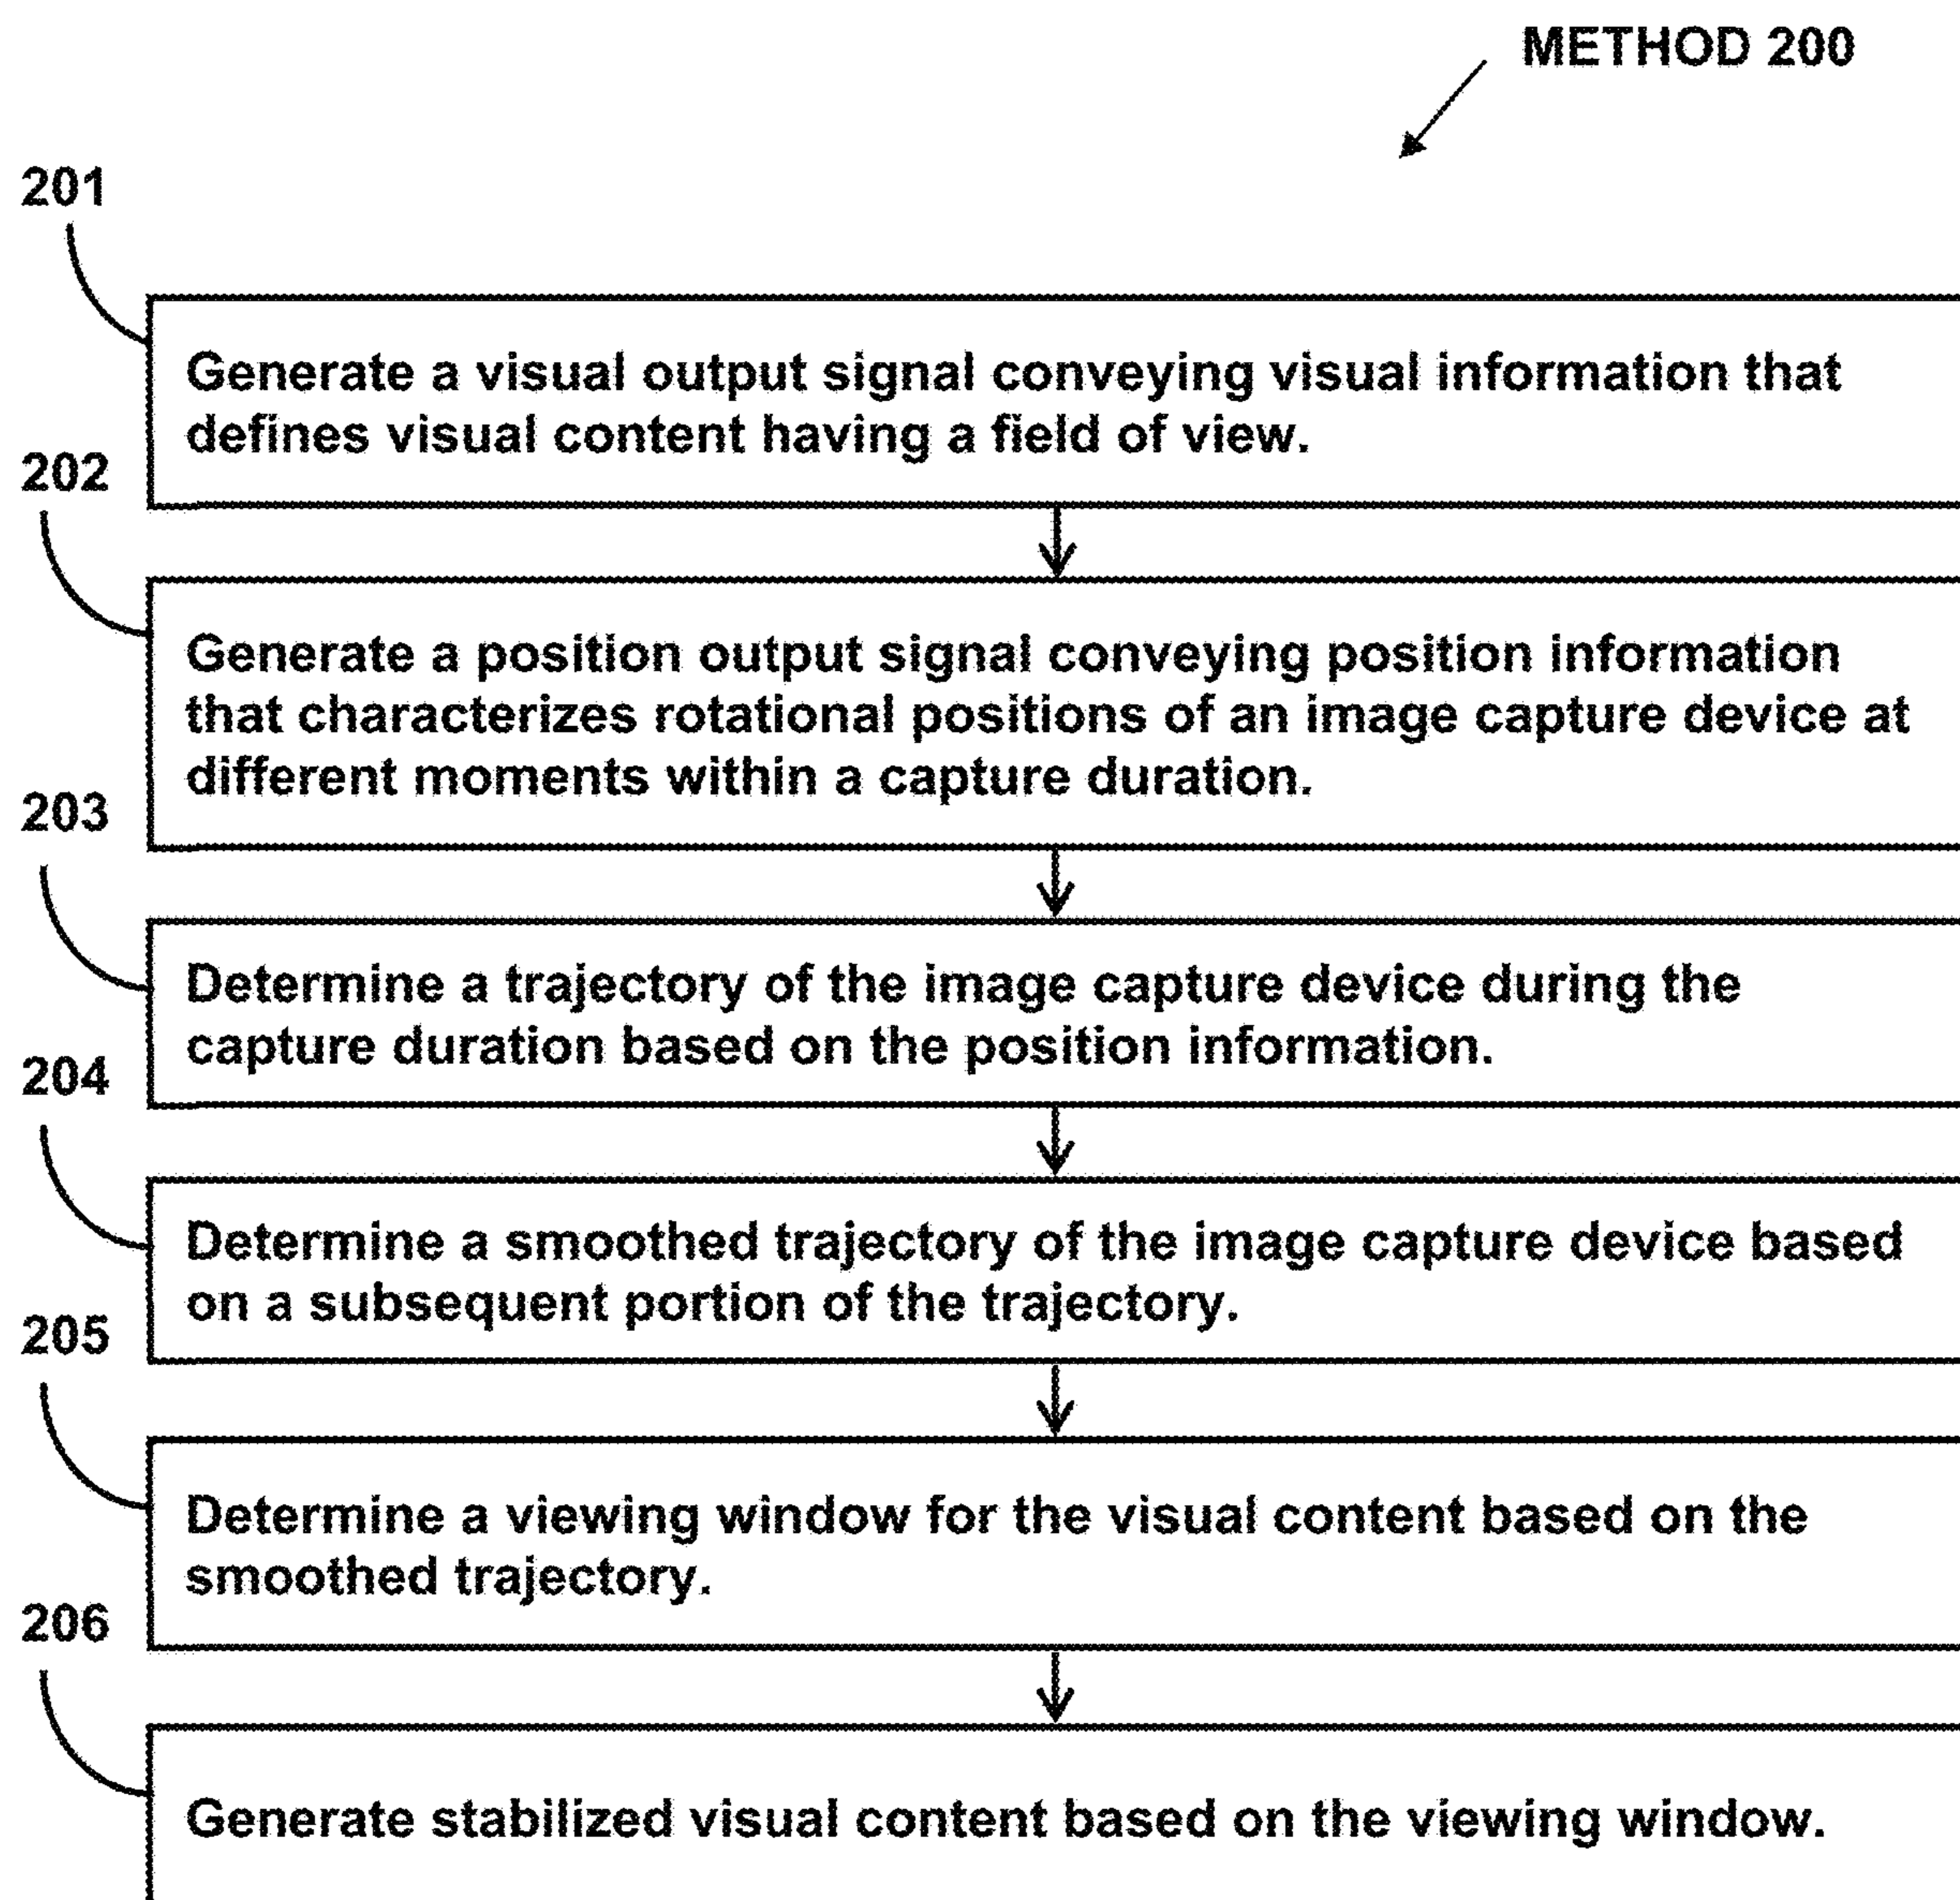 METHOD 200
201
Generate a visual output signal conveying visual information that
defines visual content having a field of view.
202
Generate a position output signal conveying position information
that characterizes rotational positions of an image capture device at
different moments within a capture duration.
203
Determine a trajectory of the image capture device during the
capture duration based on the position information.
204
Determine a smoothed trajectory of the image capture device based
on a subsequent portion of the trajectory.
205
Determine a viewing window for the visual content based on the
smoothed trajectory.
206
Generate stabilized visual content based on the viewing window.